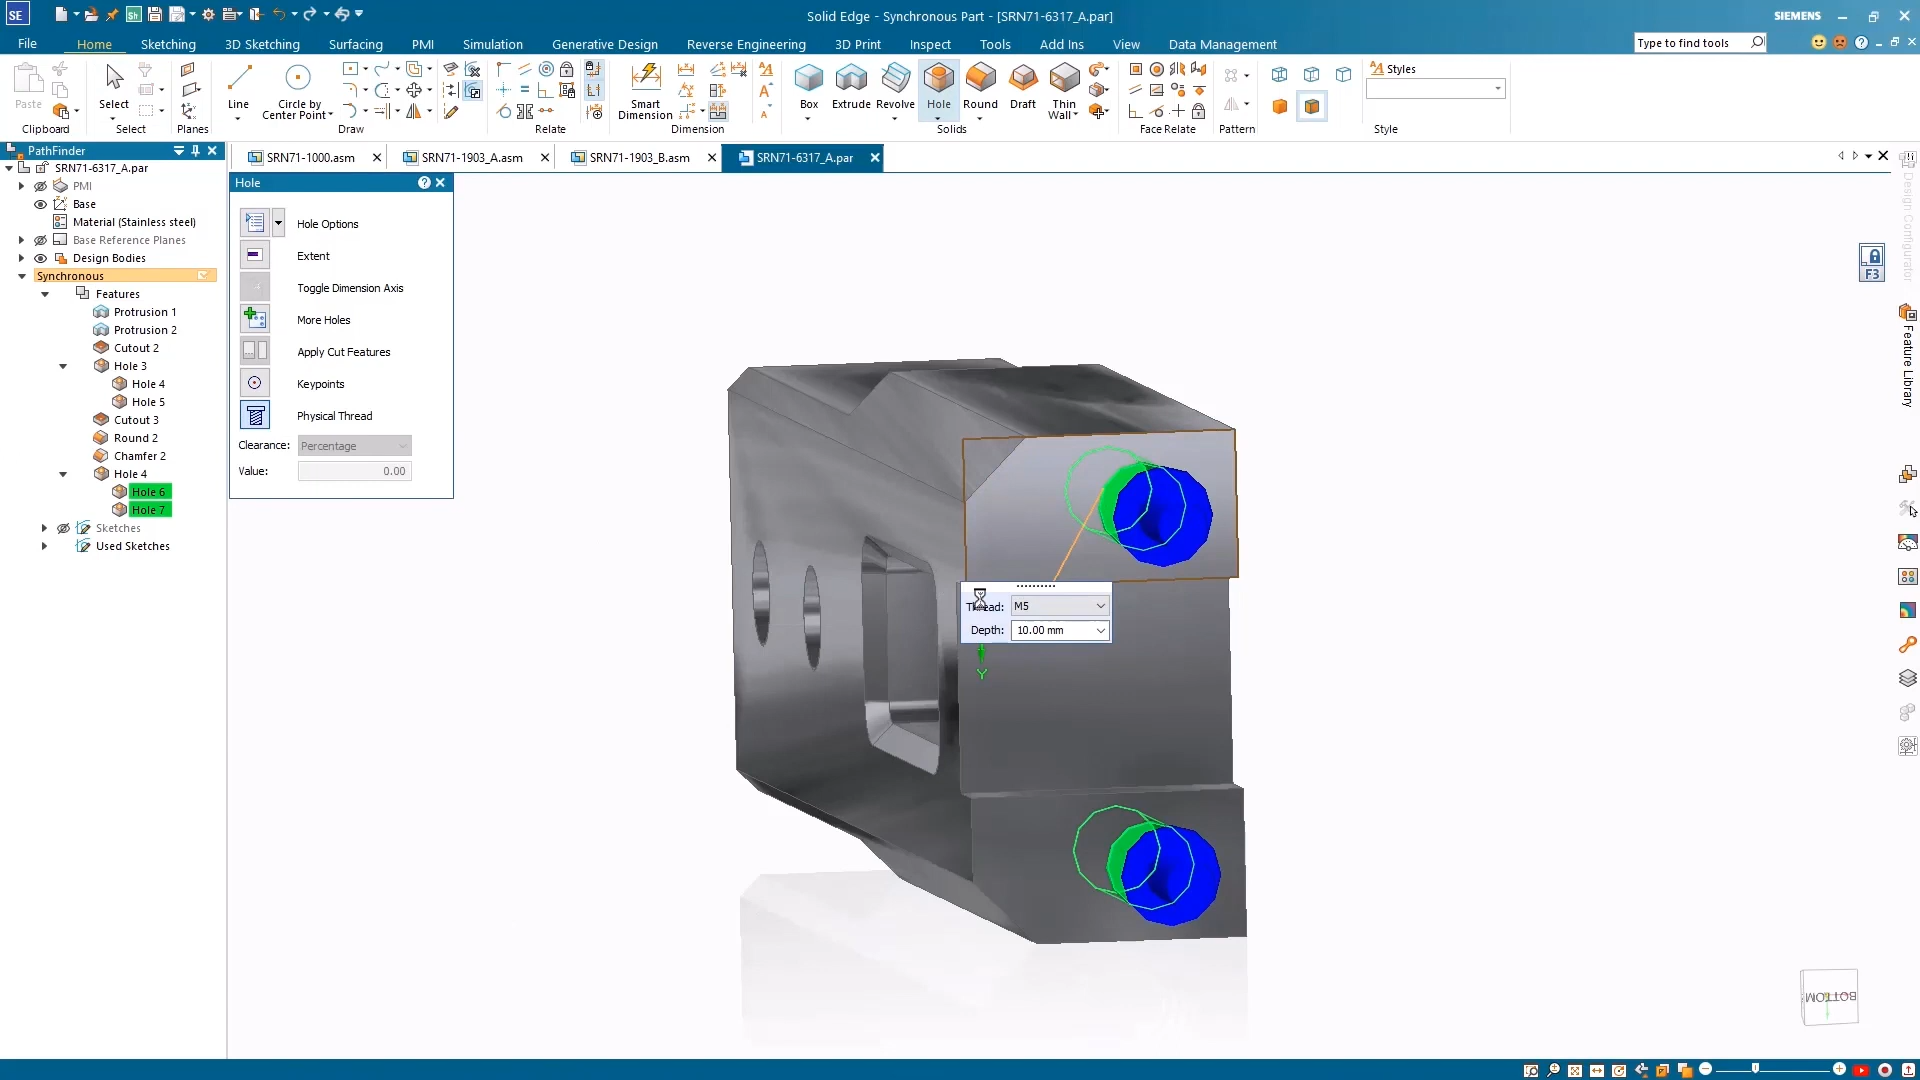 SE
Solid Edge - Synchronous Part - [SRN71-6317_A.par]
SIEMENS
File
Home
Sketching
3D Sketching
Surfacing
PMI
Simulation
Generative Design
Reverse Engineering
3D Print
Inspect
Tools
Add Ins
View
Data Management
Type to find tools
Paste
Select
Line
Circle by
Center Point
Smart
Dimension
Box
Extrude
Revolve
Hole
Round
Draft
Thin
Wall
Styles
Clipboard
Select
Planes
Draw
Relate
Dimension
Solids
Face Relate
Pattern
Style
PathFinder
SRN71-1000.asm
SRN71-1903_A.asm
SRN71-1903_B.asm
SRN71-6317_A.par
SRN71-6317_A.par
PMI
Base
Material (Stainless steel)
Base Reference Planes
Design Bodies
Synchronous
Features
Protrusion 1
Protrusion 2
Cutout 2
Hole 3
Hole 4
Hole 5
Cutout 3
Round 2
Chamfer 2
Hole 4
Hole 6
Hole 7
Sketches
Used Sketches
Hole
Hole Options
Extent
Toggle Dimension Axis
More Holes
Apply Cut Features
Keypoints
Physical Thread
Clearance: Percentage
Value: 0.00
Thread: M5
Depth: 10.00 mm
Y
F3
Design Configurator
Feature Library
BOTTOM